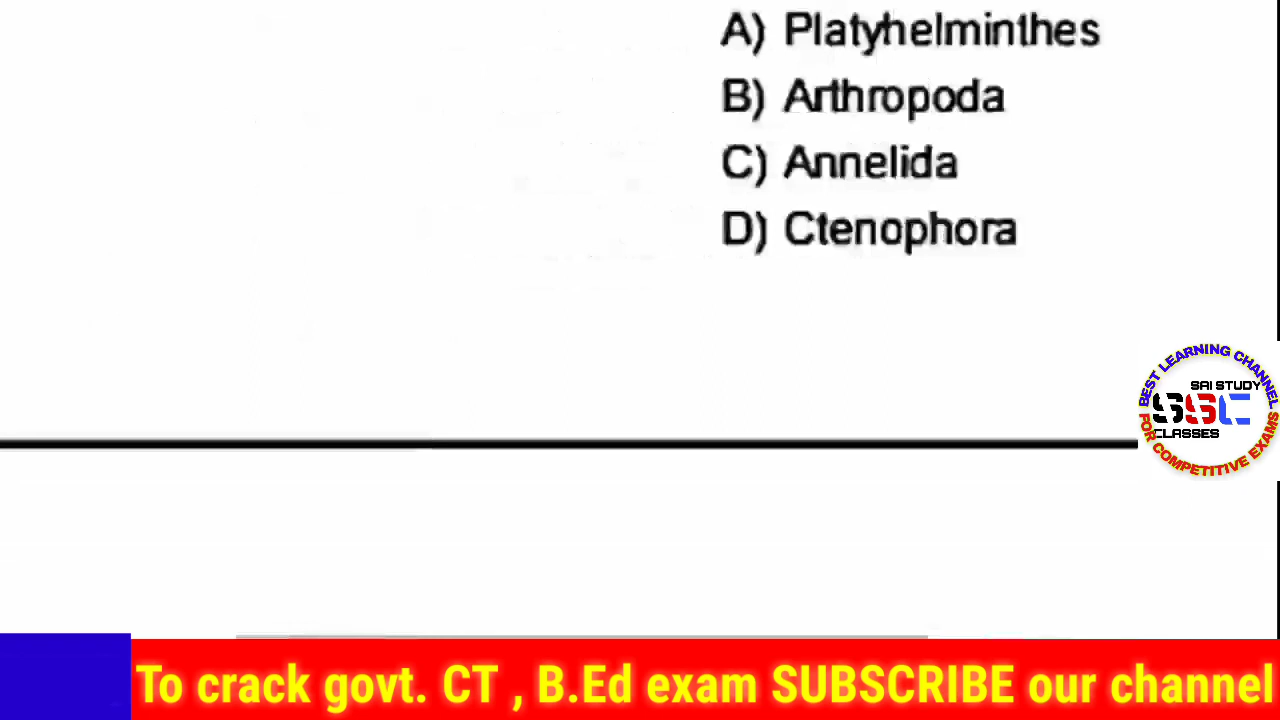 A) Platyhelminthes
B) Arthropoda
C) Annelida
D) Ctenophora
BEST LEARNING CHANNEL
SAI STUDY
SSC
CLASSES
FOR COMPETITIVE EXAMS
To crack govt. CT , B.Ed exam SUBSCRIBE our channel